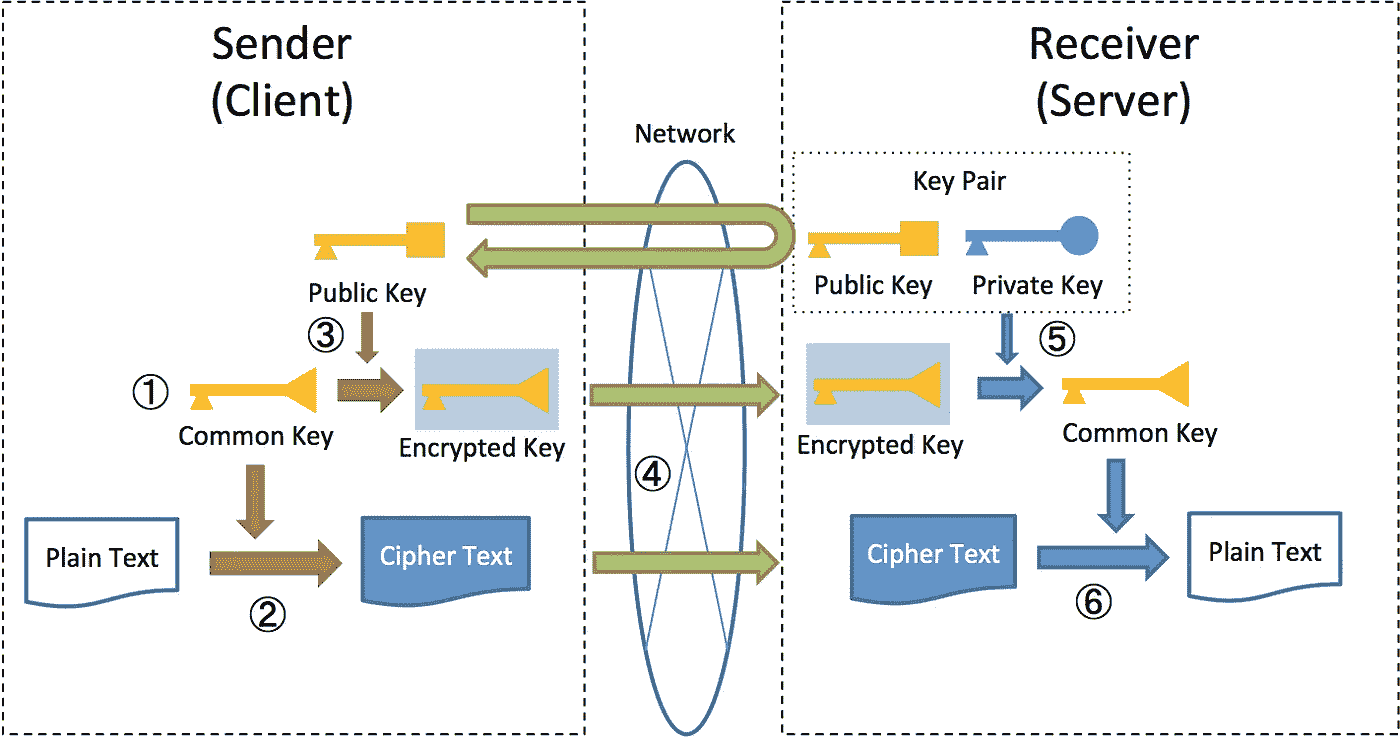 Sender
(Client)
Receiver
(Server)
Network
Key Pair
Public Key
Public Key
Private Key
③
⑤
①
Common Key
Encrypted Key
Encrypted Key
Common Key
④
Plain Text
Cipher Text
Cipher Text
Plain Text
②
⑥